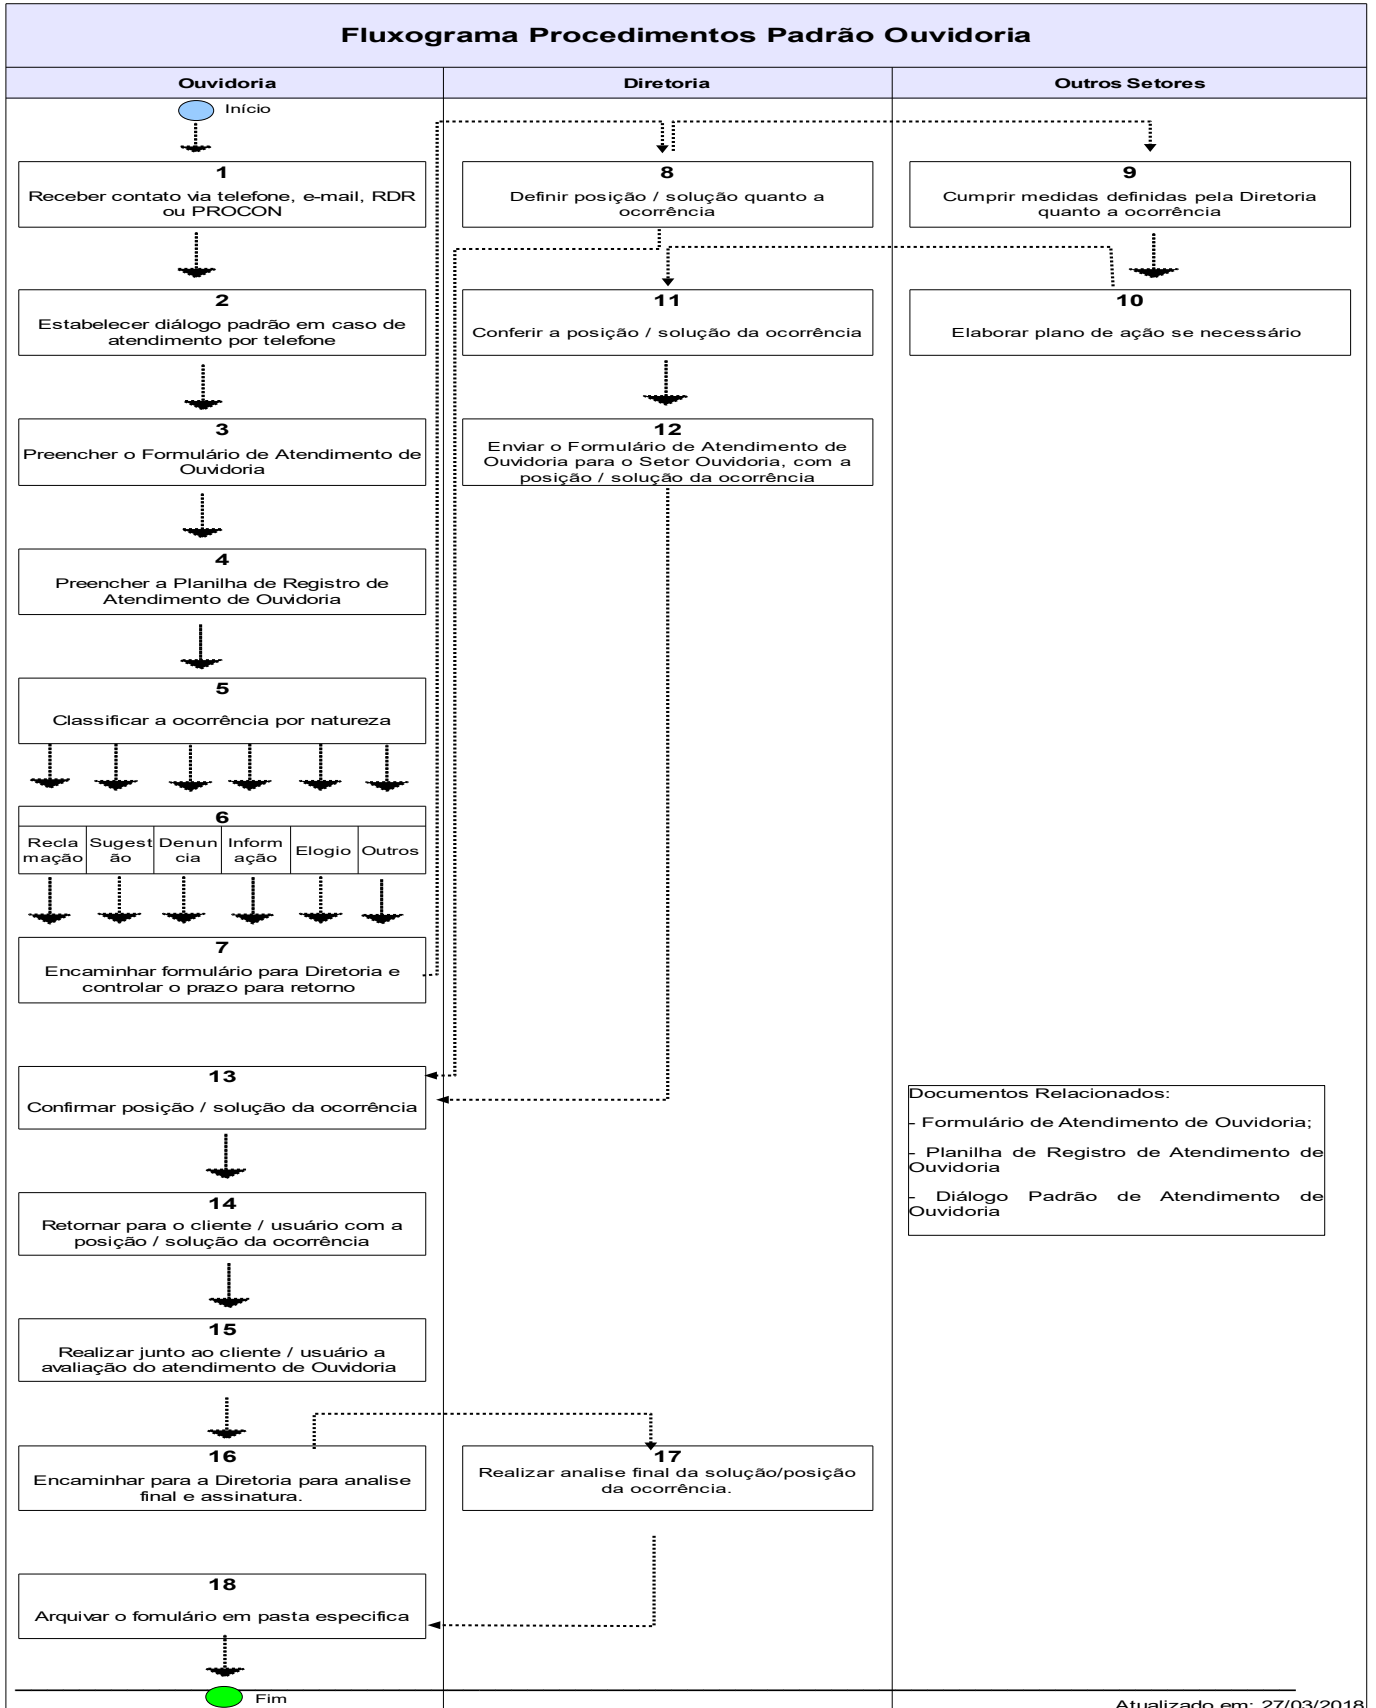 Fluxograma Procedimentos Padrão Ouvidoria
Ouvidoria
Diretoria
Outros Setores
Início
1
Receber contato via telefone, e-mail, RDR
ou PROCON
8
Definir posição / solução quanto a
ocorrência
9
Cumprir medidas definidas pela Diretoria
quanto a ocorrência
2
Estabelecer diálogo padrão em caso de
atendimento por telefone
11
Conferir a posição / solução da ocorrência
10
Elaborar plano de ação se necessário
3
Preencher o Formulário de Atendimento de
Ouvidoria
12
Enviar o Formulário de Atendimento de
Ouvidoria para o Setor Ouvidoria, com a
posição / solução da ocorrência
4
Preencher a Planilha de Registro de
Atendimento de Ouvidoria
5
Classificar a ocorrência por natureza
6
Recla
mação
Sugest
ão
Denun
cia
Inform
ação
Elogio
Outros
7
Encaminhar formulário para Diretoria e
controlar o prazo para retorno
13
Confirmar posição / solução da ocorrência
Documentos Relacionados:
- Formulário de Atendimento de Ouvidoria;
- Planilha de Registro de Atendimento de
Ouvidoria
- Diálogo Padrão de Atendimento de
Ouvidoria
14
Retornar para o cliente / usuário com a
posição / solução da ocorrência
15
Realizar junto ao cliente / usuário a
avaliação do atendimento de Ouvidoria
16
Encaminhar para a Diretoria para analise
final e assinatura.
17
Realizar analise final da solução/posição
da ocorrência.
18
Arquivar o fomulário em pasta especifica
Fim
Atualizado em: 27/03/2018